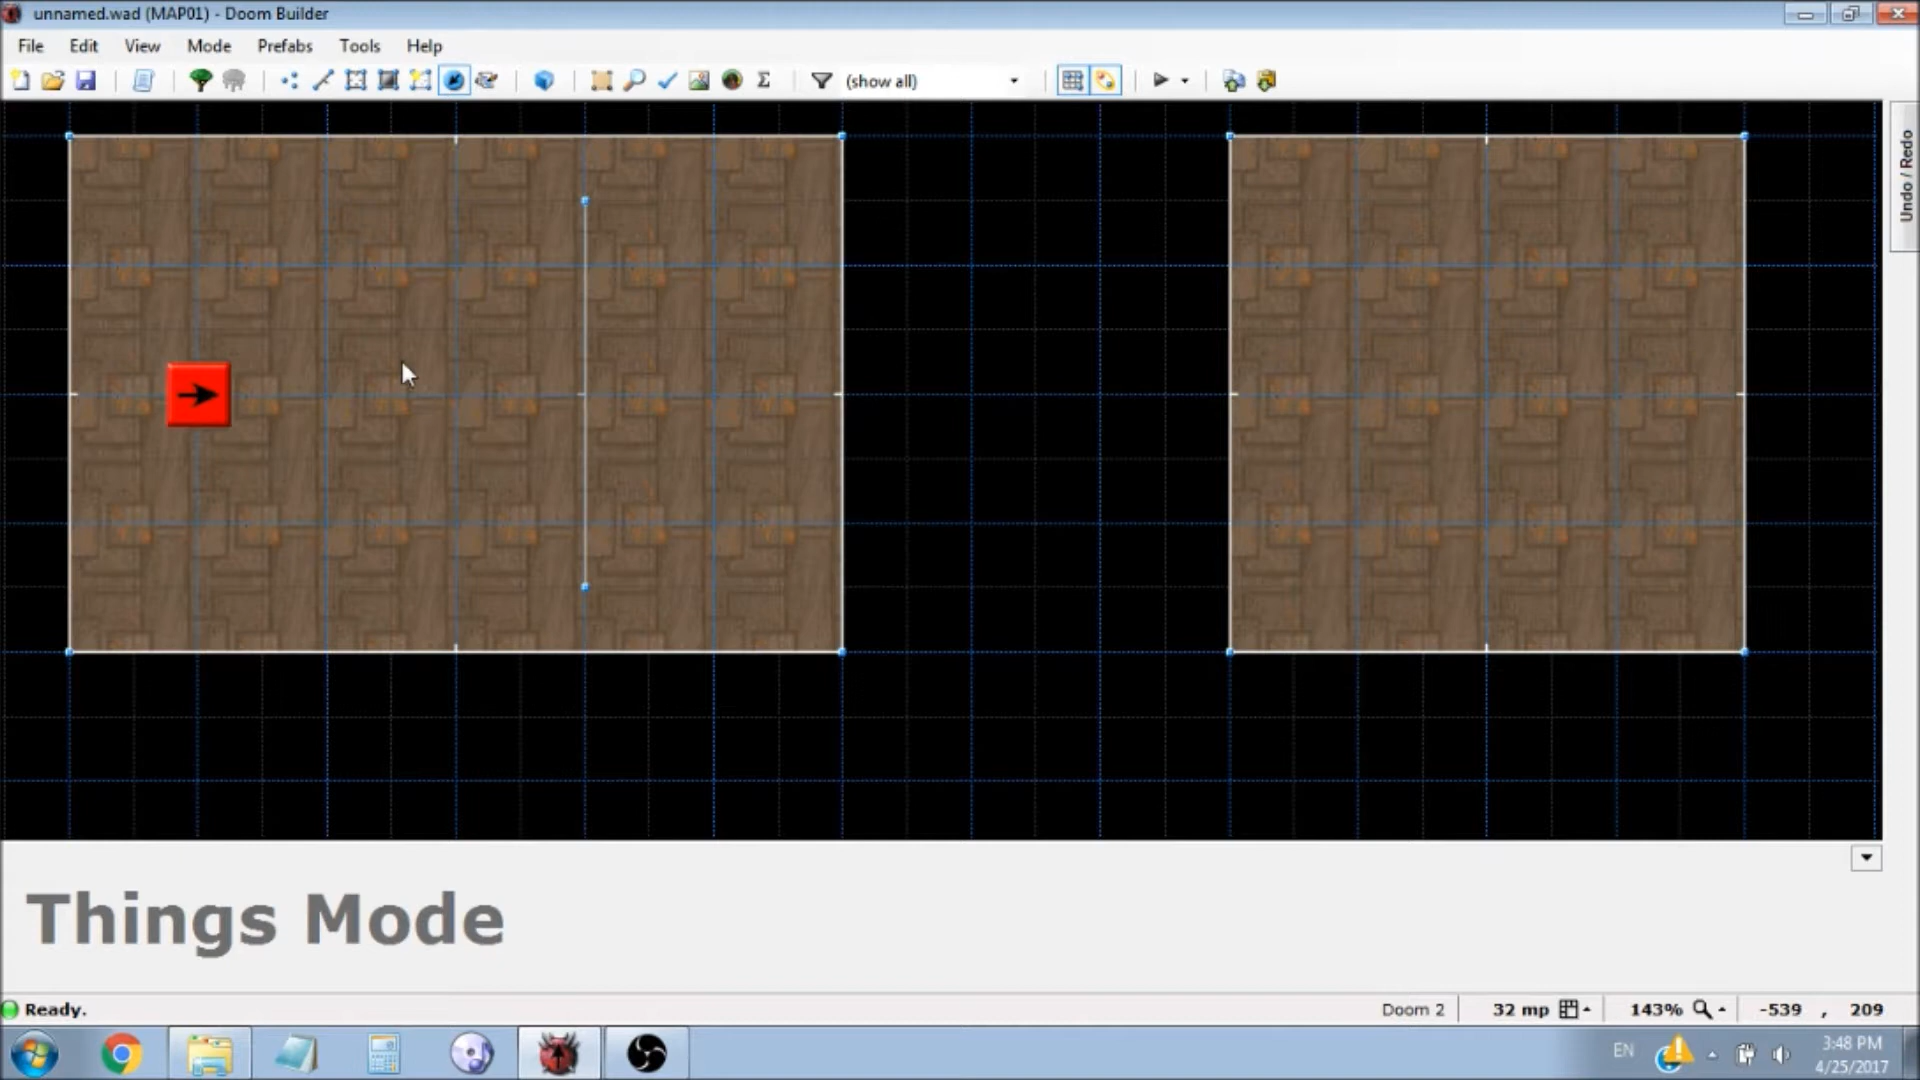 unnamed.wad (MAP01) - Doom Builder
File Edit View Mode Prefabs Tools Help
(show all)
Undo / Redo
Things Mode
Ready.
Doom 2 32 mp 143% -539 , 209
EN 3:48 PM
4/25/2017